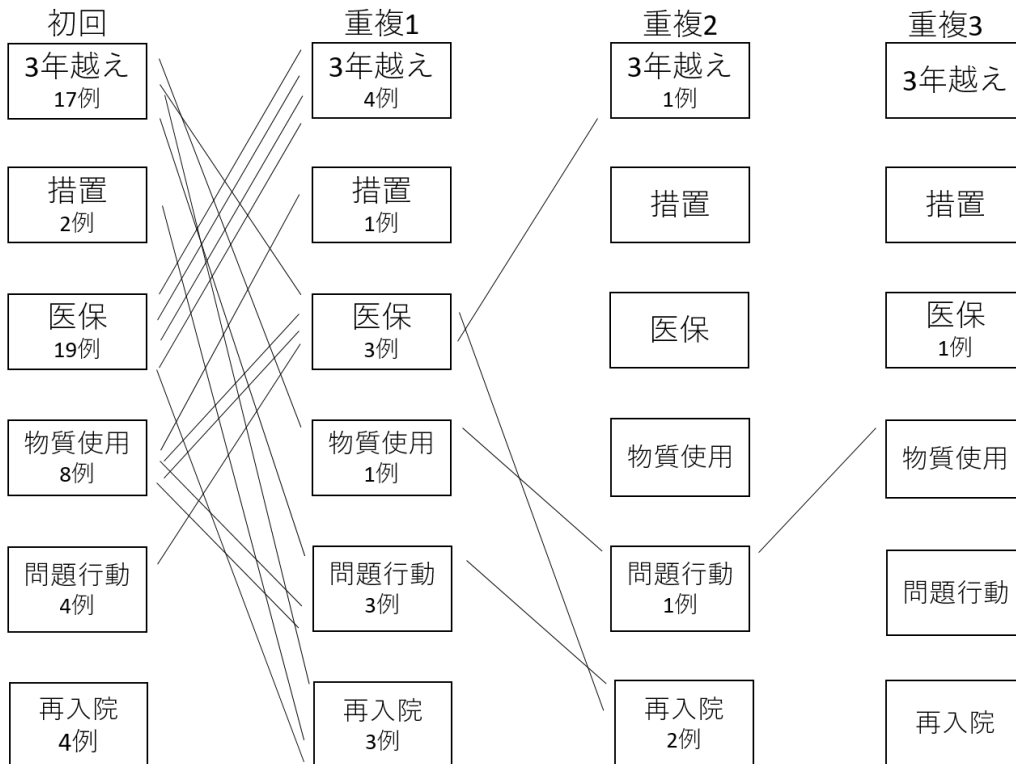 初回
3年越え
17例
措置
2例
医保
19例
物質使用
8例
問題行動
4例
再入院
4例
重複1
3年越え
4例
措置
1例
医保
3例
物質使用
1例
問題行動
3例
再入院
3例
重複2
3年越え
1例
措置
医保
物質使用
問題行動
1例
再入院
2例
重複3
3年越え
措置
医保
1例
物質使用
問題行動
再入院